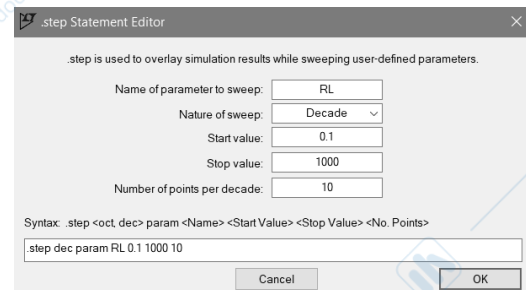 .step Statement Editor
.step is used to overlay simulation results while sweeping user-defined parameters.
Name of parameter to sweep: RL
Nature of sweep: Decade
Start value: 0.1
Stop value: 1000
Number of points per decade: 10
Syntax: .step <oct, dec> param <Name> <Start Value> <Stop Value> <No. Points>
.step dec param RL 0.1 1000 10
Cancel OK